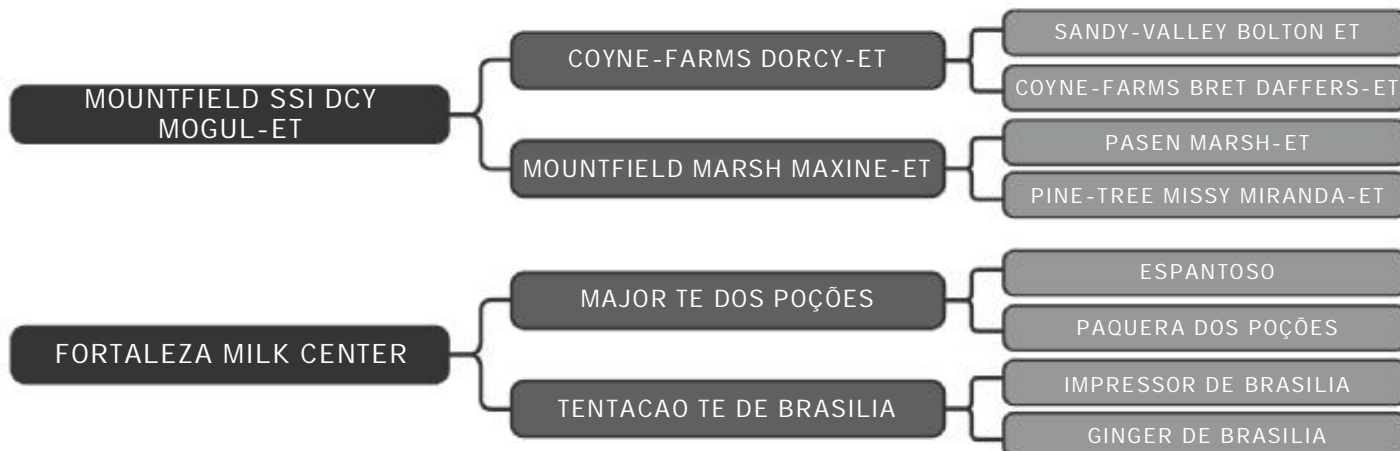 SANDY-VALLEY BOLTON ET
COYNE-FARMS DORCY-ET
COYNE-FARMS BRET DAFFERS-ET
MOUNTFIELD SSI DCY
MOGUL-ET
PASEN MARSH-ET
MOUNTFIELD MARSH MAXINE-ET
PINE-TREE MISSY MIRANDA-ET
ESPANTOSO
MAJOR TE DOS POÇÕES
PAQUERA DOS POÇÕES
FORTALEZA MILK CENTER
IMPRESSOR DE BRASILIA
TENTACAO TE DE BRASILIA
GINGER DE BRASILIA